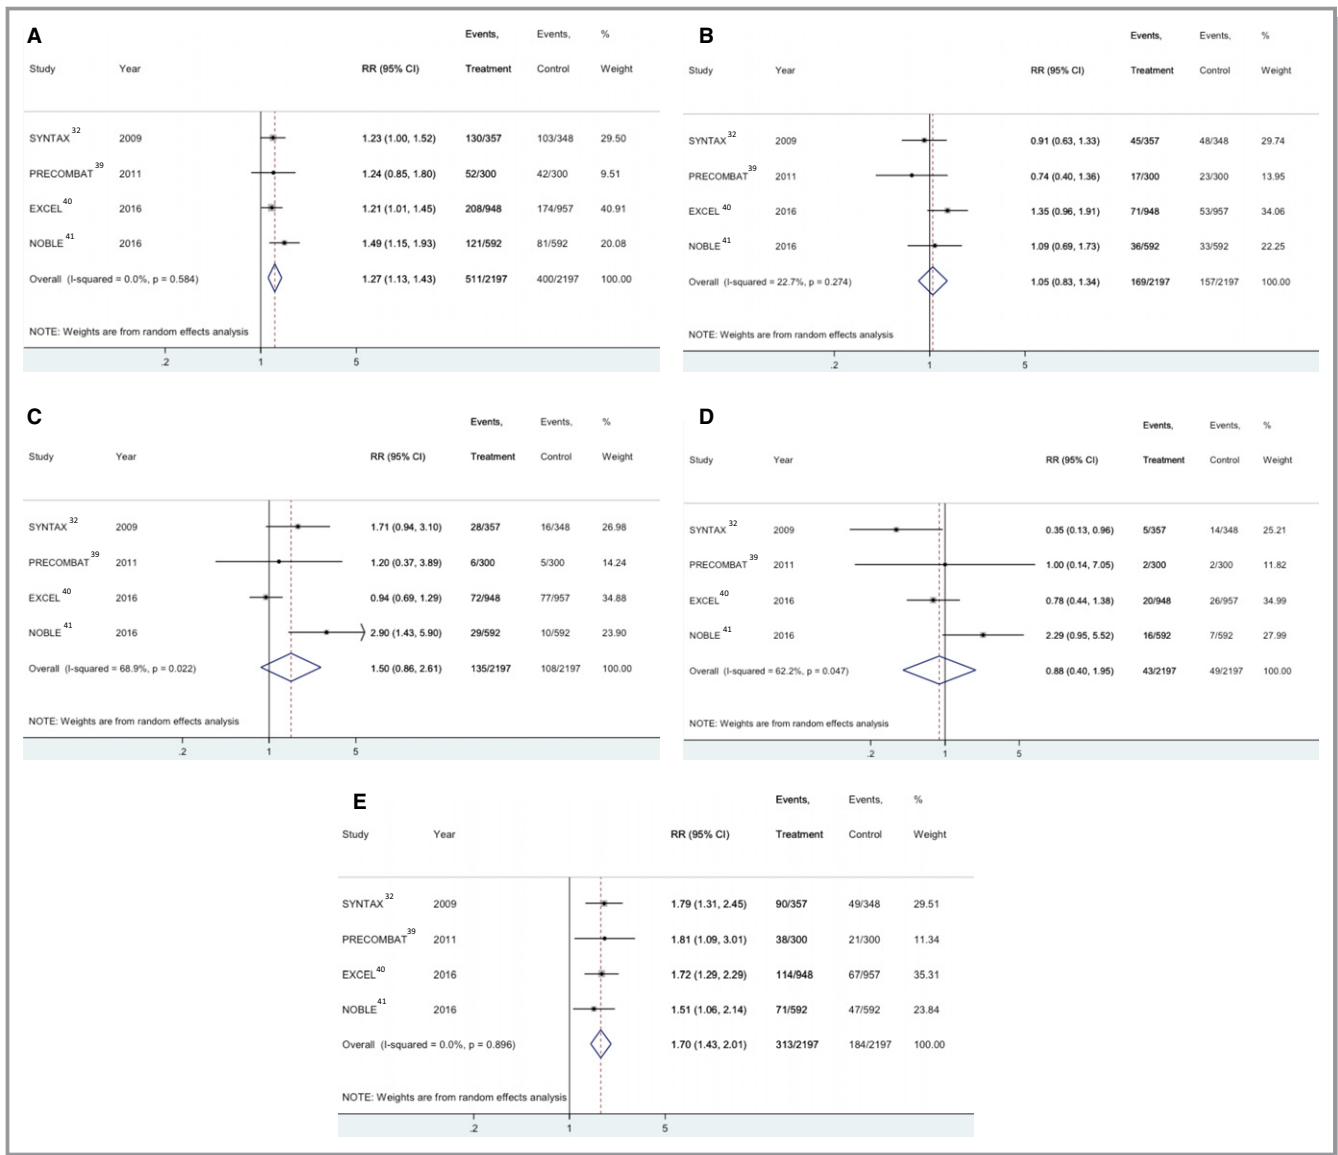 A
Events, Events, %
Study Year RR (95% CI) Treatment Control Weight
SYNTAX 32 2009 1.23 (1.00, 1.52) 130/357 103/348 29.50
PRECOMBAT 39 2011 1.24 (0.85, 1.80) 52/300 42/300 9.51
EXCEL 40 2016 1.21 (1.01, 1.45) 208/948 174/957 40.91
NOBLE 41 2016 1.49 (1.15, 1.93) 121/592 81/592 20.08
Overall (I-squared = 0.0%, p = 0.584) 1.27 (1.13, 1.43) 511/2197 400/2197 100.00
NOTE: Weights are from random effects analysis
.2 1 5
B
Events, Events, %
Study Year RR (95% CI) Treatment Control Weight
SYNTAX 32 2009 0.91 (0.63, 1.33) 45/357 48/348 29.74
PRECOMBAT 39 2011 0.74 (0.40, 1.36) 17/300 23/300 13.95
EXCEL 40 2016 1.35 (0.96, 1.91) 71/948 53/957 34.06
NOBLE 41 2016 1.09 (0.69, 1.73) 36/592 33/592 22.25
Overall (I-squared = 22.7%, p = 0.274) 1.05 (0.83, 1.34) 169/2197 157/2197 100.00
NOTE: Weights are from random effects analysis
.2 1 5
C
Events, Events, %
Study Year RR (95% CI) Treatment Control Weight
SYNTAX 32 2009 1.71 (0.94, 3.10) 28/357 16/348 26.98
PRECOMBAT 39 2011 1.20 (0.37, 3.89) 6/300 5/300 14.24
EXCEL 40 2016 0.94 (0.69, 1.29) 72/948 77/957 34.88
NOBLE 41 2016 2.90 (1.43, 5.90) 29/592 10/592 23.90
Overall (I-squared = 68.9%, p = 0.022) 1.50 (0.86, 2.61) 135/2197 108/2197 100.00
NOTE: Weights are from random effects analysis
.2 1 5
D
Events, Events, %
Study Year RR (95% CI) Treatment Control Weight
SYNTAX 32 2009 0.35 (0.13, 0.96) 5/357 14/348 25.21
PRECOMBAT 39 2011 1.00 (0.14, 7.05) 2/300 2/300 11.82
EXCEL 40 2016 0.78 (0.44, 1.38) 20/948 26/957 34.99
NOBLE 41 2016 2.29 (0.95, 5.52) 16/592 7/592 27.99
Overall (I-squared = 62.2%, p = 0.047) 0.88 (0.40, 1.95) 43/2197 49/2197 100.00
NOTE: Weights are from random effects analysis
.2 1 5
E
Events, Events, %
Study Year RR (95% CI) Treatment Control Weight
SYNTAX 32 2009 1.79 (1.31, 2.45) 90/357 49/348 29.51
PRECOMBAT 39 2011 1.81 (1.09, 3.01) 38/300 21/300 11.34
EXCEL 40 2016 1.72 (1.29, 2.29) 114/948 67/957 35.31
NOBLE 41 2016 1.51 (1.06, 2.14) 71/592 47/592 23.84
Overall (I-squared = 0.0%, p = 0.896) 1.70 (1.43, 2.01) 313/2197 184/2197 100.00
NOTE: Weights are from random effects analysis
.2 1 5